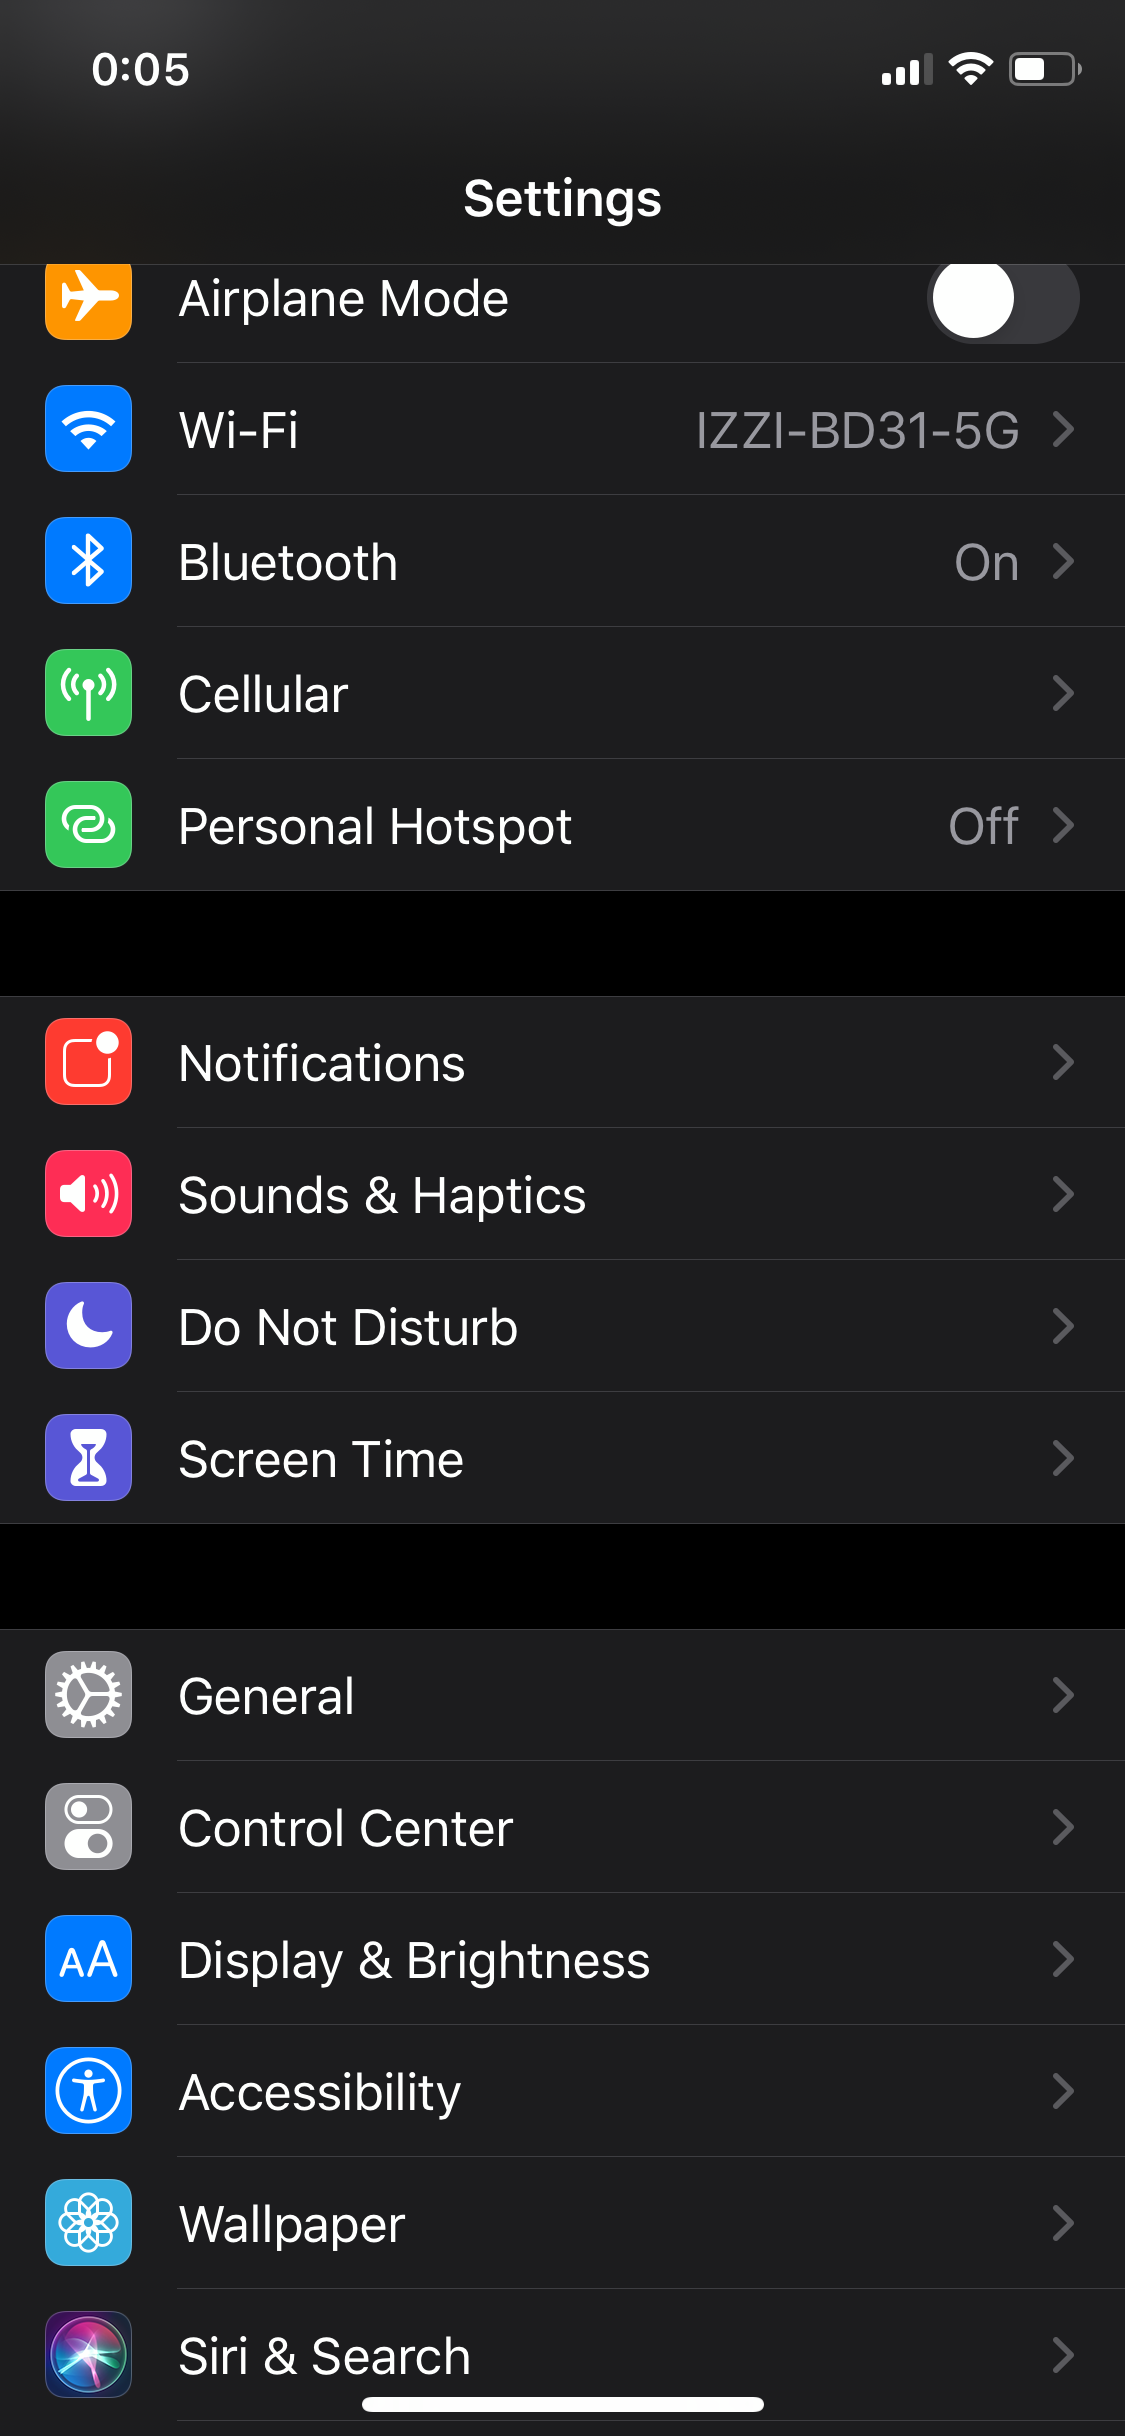 0:05
Settings
Airplane Mode
Wi-Fi IZZI-BD31-5G
Bluetooth On
Cellular
Personal Hotspot Off
Notifications
Sounds & Haptics
Do Not Disturb
Screen Time
General
Control Center
AA Display & Brightness
Accessibility
Wallpaper
Siri & Search